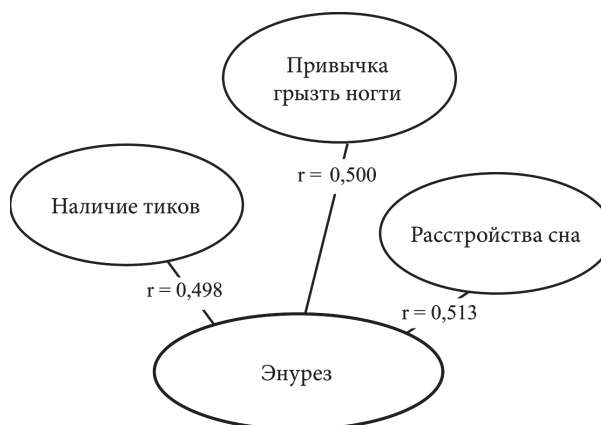 Привычка
грызть ногти
r = 0,500
Наличие тиков
Расстройства сна
r = 0,498
r = 0,513
Энурез